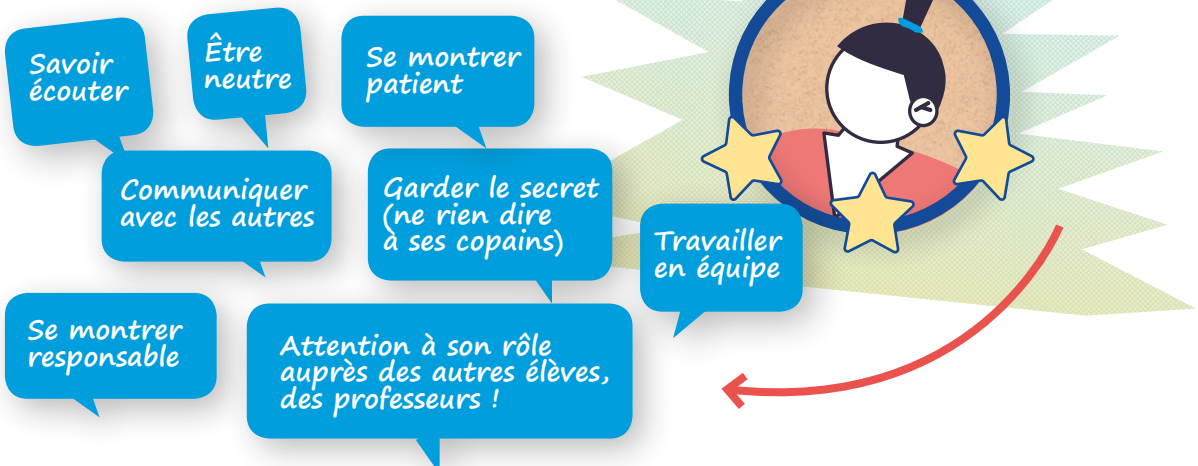 Savoir
écouter
Être
neutre
Se montrer
patient
Communiquer
avec les autres
Garder le secret
(ne rien dire
à ses copains)
Travailler
en équipe
Se montrer
responsable
Attention à son rôle
auprès des autres élèves,
des professeurs !